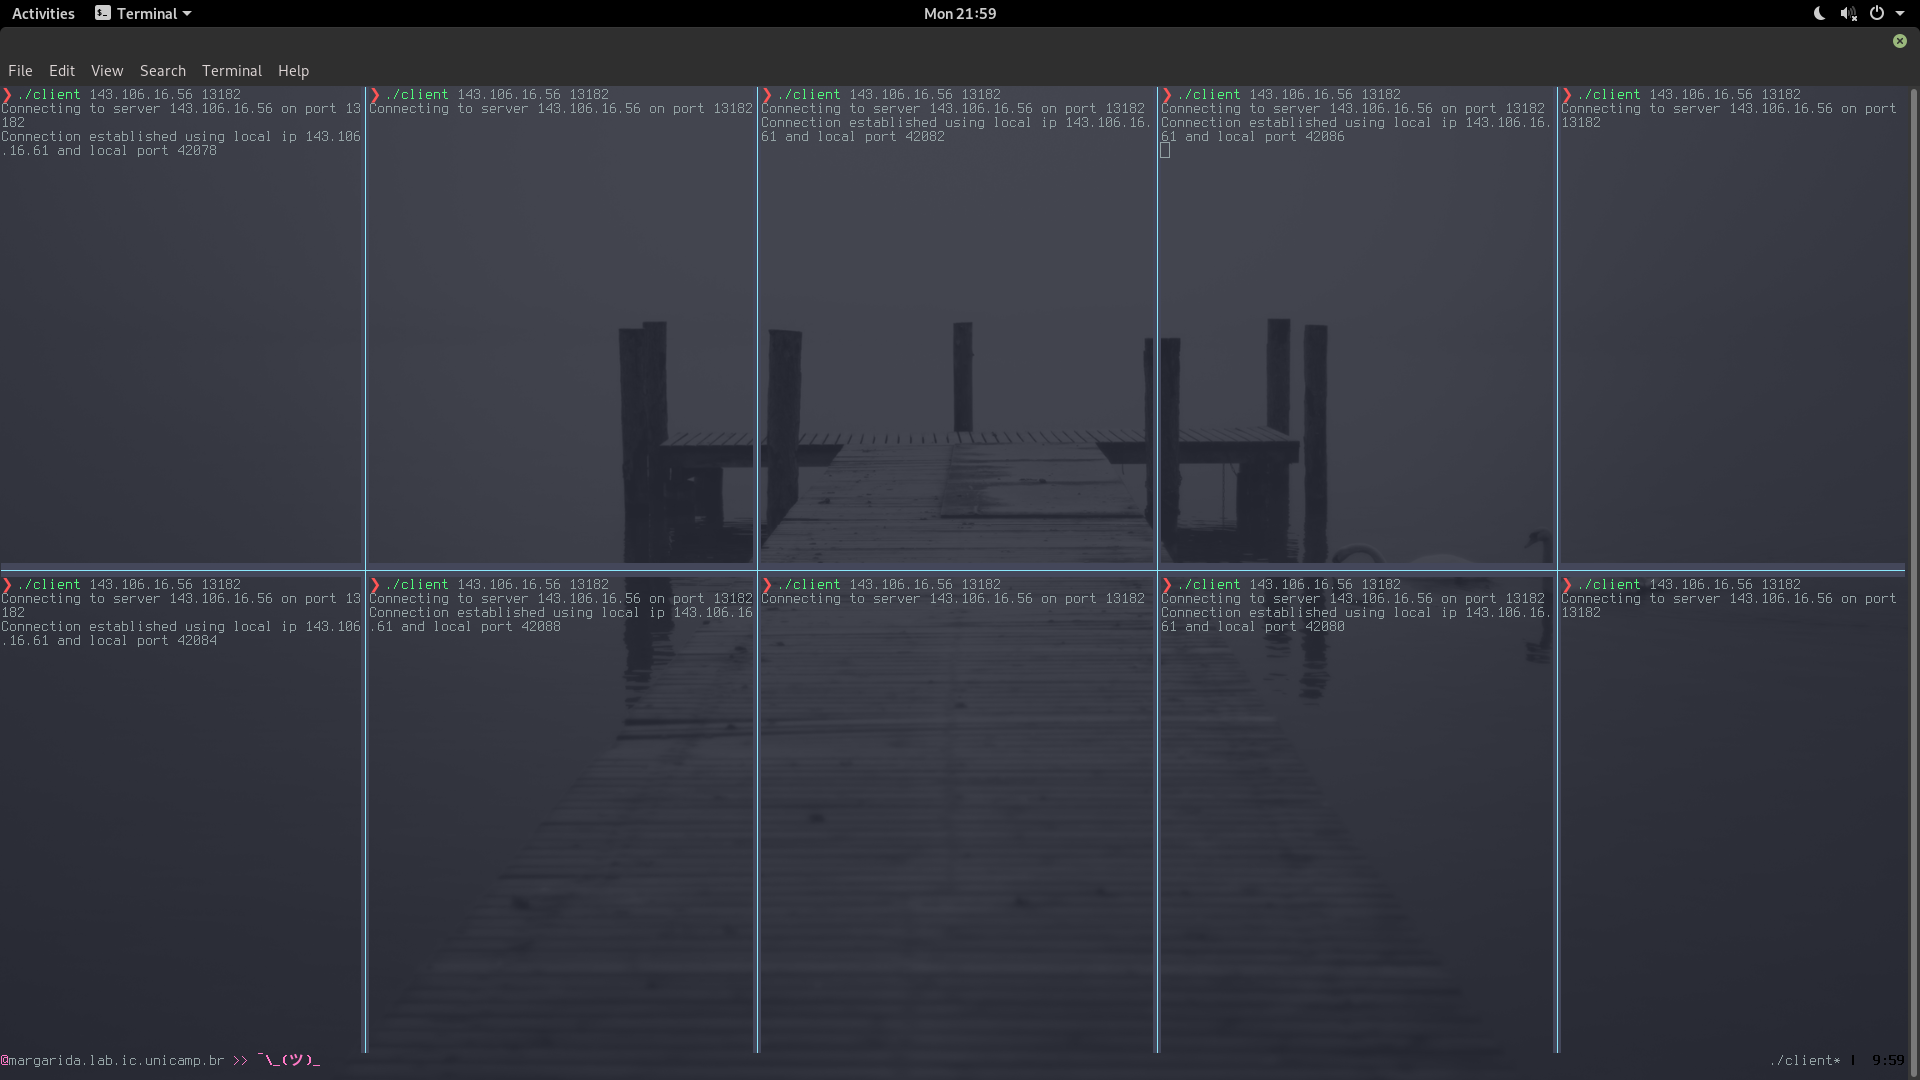 Activities Terminal Mon 21:59
File Edit View Search Terminal Help
❯ ./client 143.106.16.56 13182
Connecting to server 143.106.16.56 on port 13
182
Connection established using local ip 143.106
.16.61 and local port 42078
❯ ./client 143.106.16.56 13182
Connecting to server 143.106.16.56 on port 13182
❯ ./client 143.106.16.56 13182
Connecting to server 143.106.16.56 on port 13182
Connection established using local ip 143.106.16.
61 and local port 42082
❯ ./client 143.106.16.56 13182
Connecting to server 143.106.16.56 on port 13182
Connection established using local ip 143.106.16.
61 and local port 42086
❯ ./client 143.106.16.56 13182
Connecting to server 143.106.16.56 on port
13182
❯ ./client 143.106.16.56 13182
Connecting to server 143.106.16.56 on port 13
182
Connection established using local ip 143.106
.16.61 and local port 42084
❯ ./client 143.106.16.56 13182
Connecting to server 143.106.16.56 on port 13182
Connection established using local ip 143.106.16
.61 and local port 42088
❯ ./client 143.106.16.56 13182
Connecting to server 143.106.16.56 on port 13182
❯ ./client 143.106.16.56 13182
Connecting to server 143.106.16.56 on port 13182
Connection established using local ip 143.106.16.
61 and local port 42080
❯ ./client 143.106.16.56 13182
Connecting to server 143.106.16.56 on port
13182
@margarida.lab.ic.unicamp.br >> ¯\_(ツ)_ ./client* | 9:59